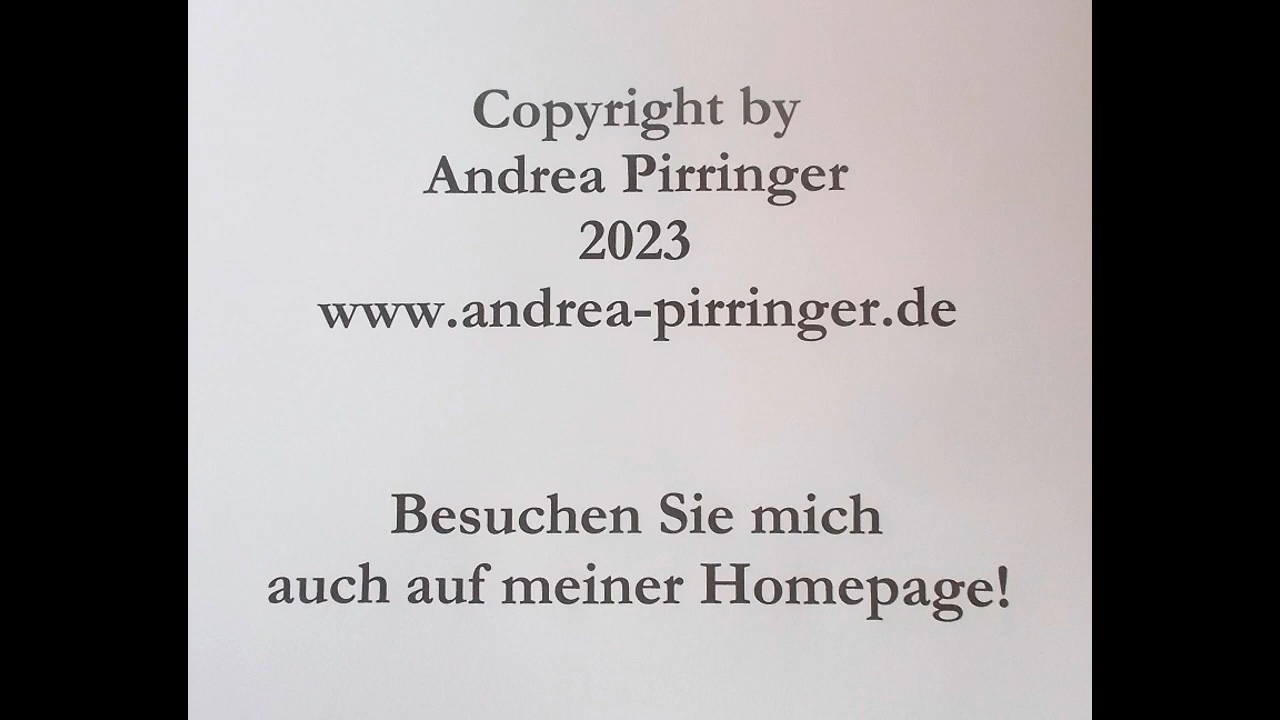 Copyright by
Andrea Pirringer
2023
www.andrea-pirringer.de
Besuchen Sie mich
auch auf meiner Homepage!